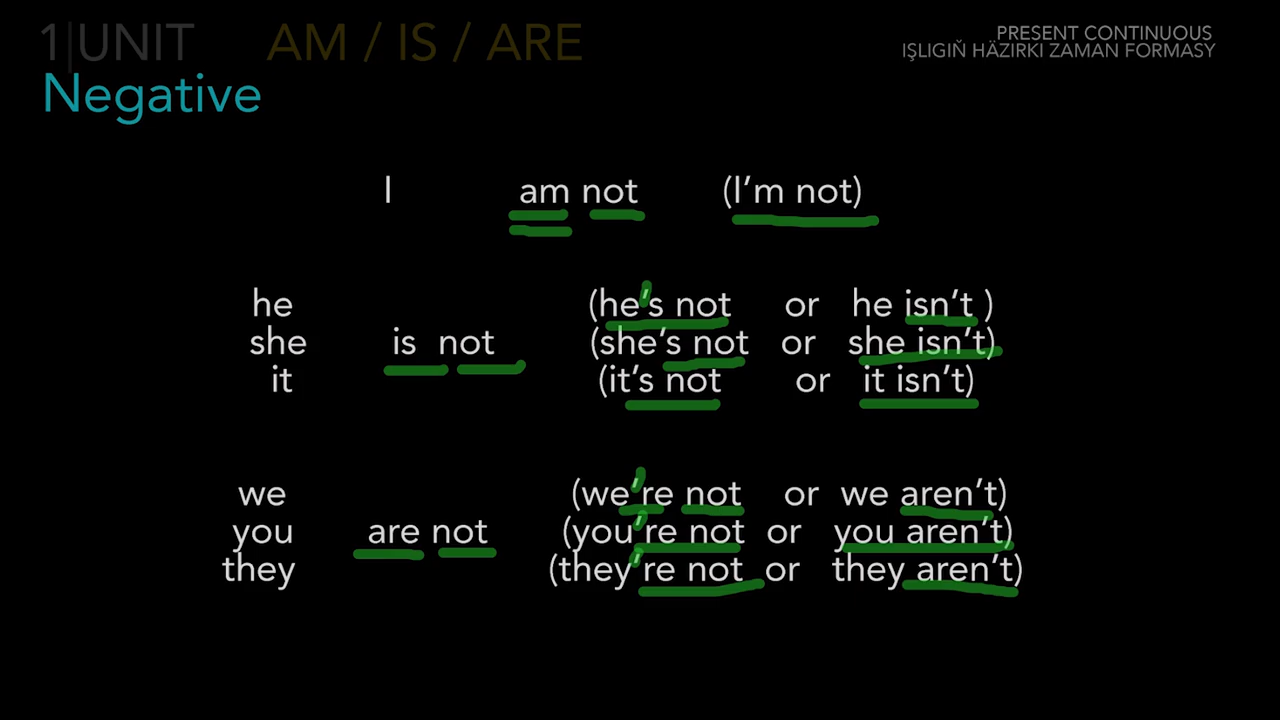 1|UNIT AM / IS / ARE
PRESENT CONTINUOUS
IŞLIGIŇ HÄZIRKI ZAMAN FORMASY
Negative
I am not (I'm not)
he (he's not or he isn't )
she is not (she's not or she isn't)
it (it's not or it isn't)
we (we're not or we aren't)
you are not (you're not or you aren't)
they (they're not or they aren't)